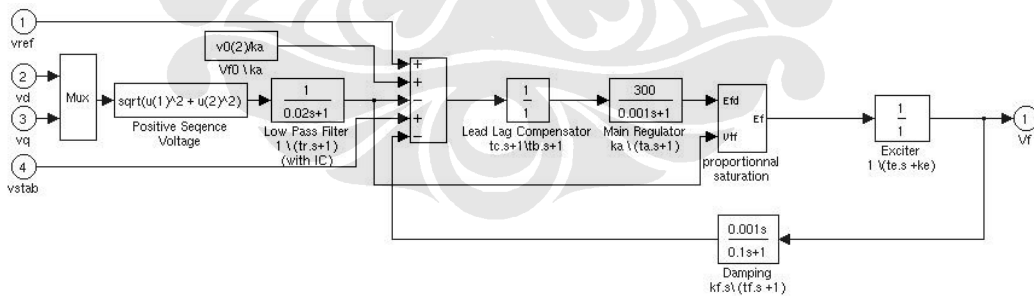 1
vref
v0(2)/ka
Vf0 \ ka
2
vd
3
vq
Mux
sqrt(u(1)^2 + u(2)^2)
Positive Seqence
Voltage
1
0.02s+1
Low Pass Filter
1 \(tr.s+1)
(with IC)
4
vstab
+
+
−
+
−
1
1
Lead Lag Compensator
tc.s+1\tb.s+1
300
0.001s+1
Main Regulator
ka \ (ta.s+1)
Efd
Ef
Vtf
proportionnal
saturation
1
1
Exciter
1 \(te.s +ke)
1
Vf
0.001s
0.1s+1
Damping
kf.s\ (tf.s +1)